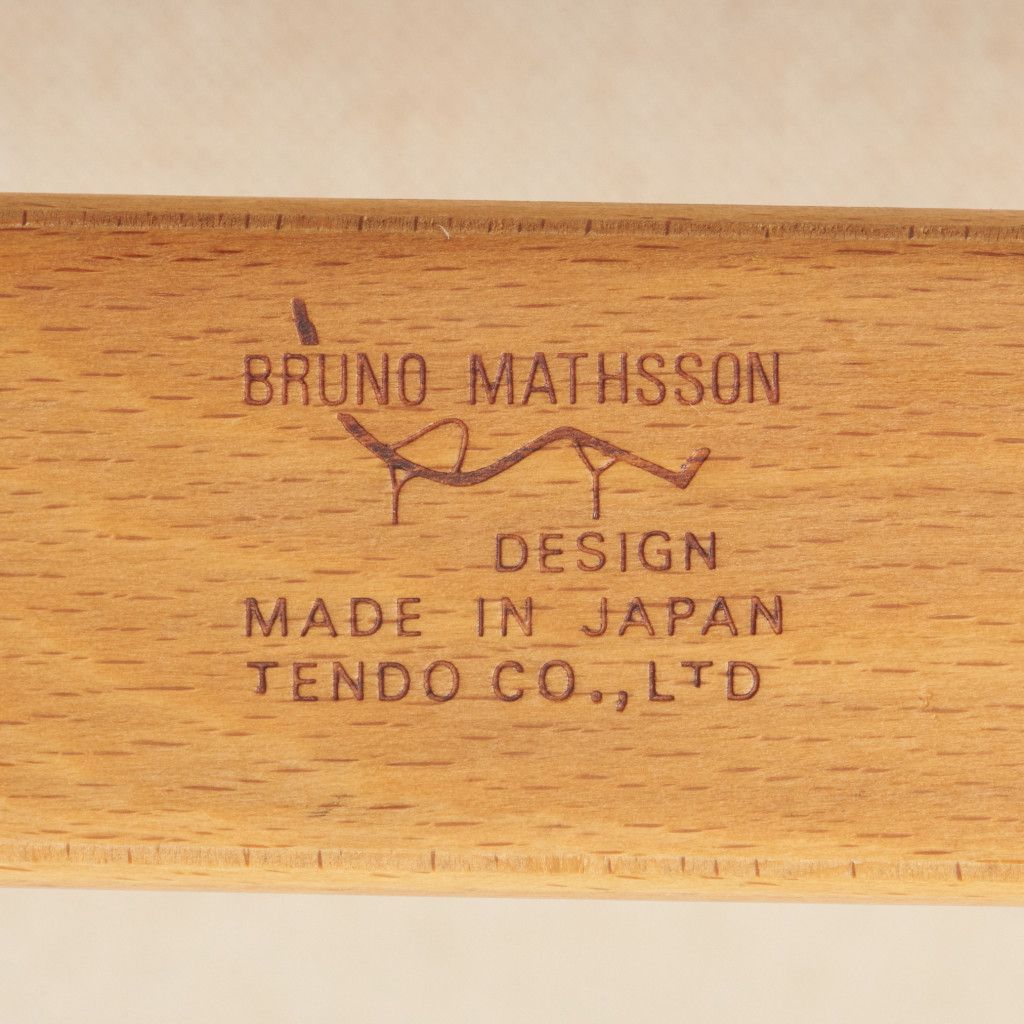 BRUNO MATHSSON
DESIGN
MADE IN JAPAN
TENDO CO.,LTD